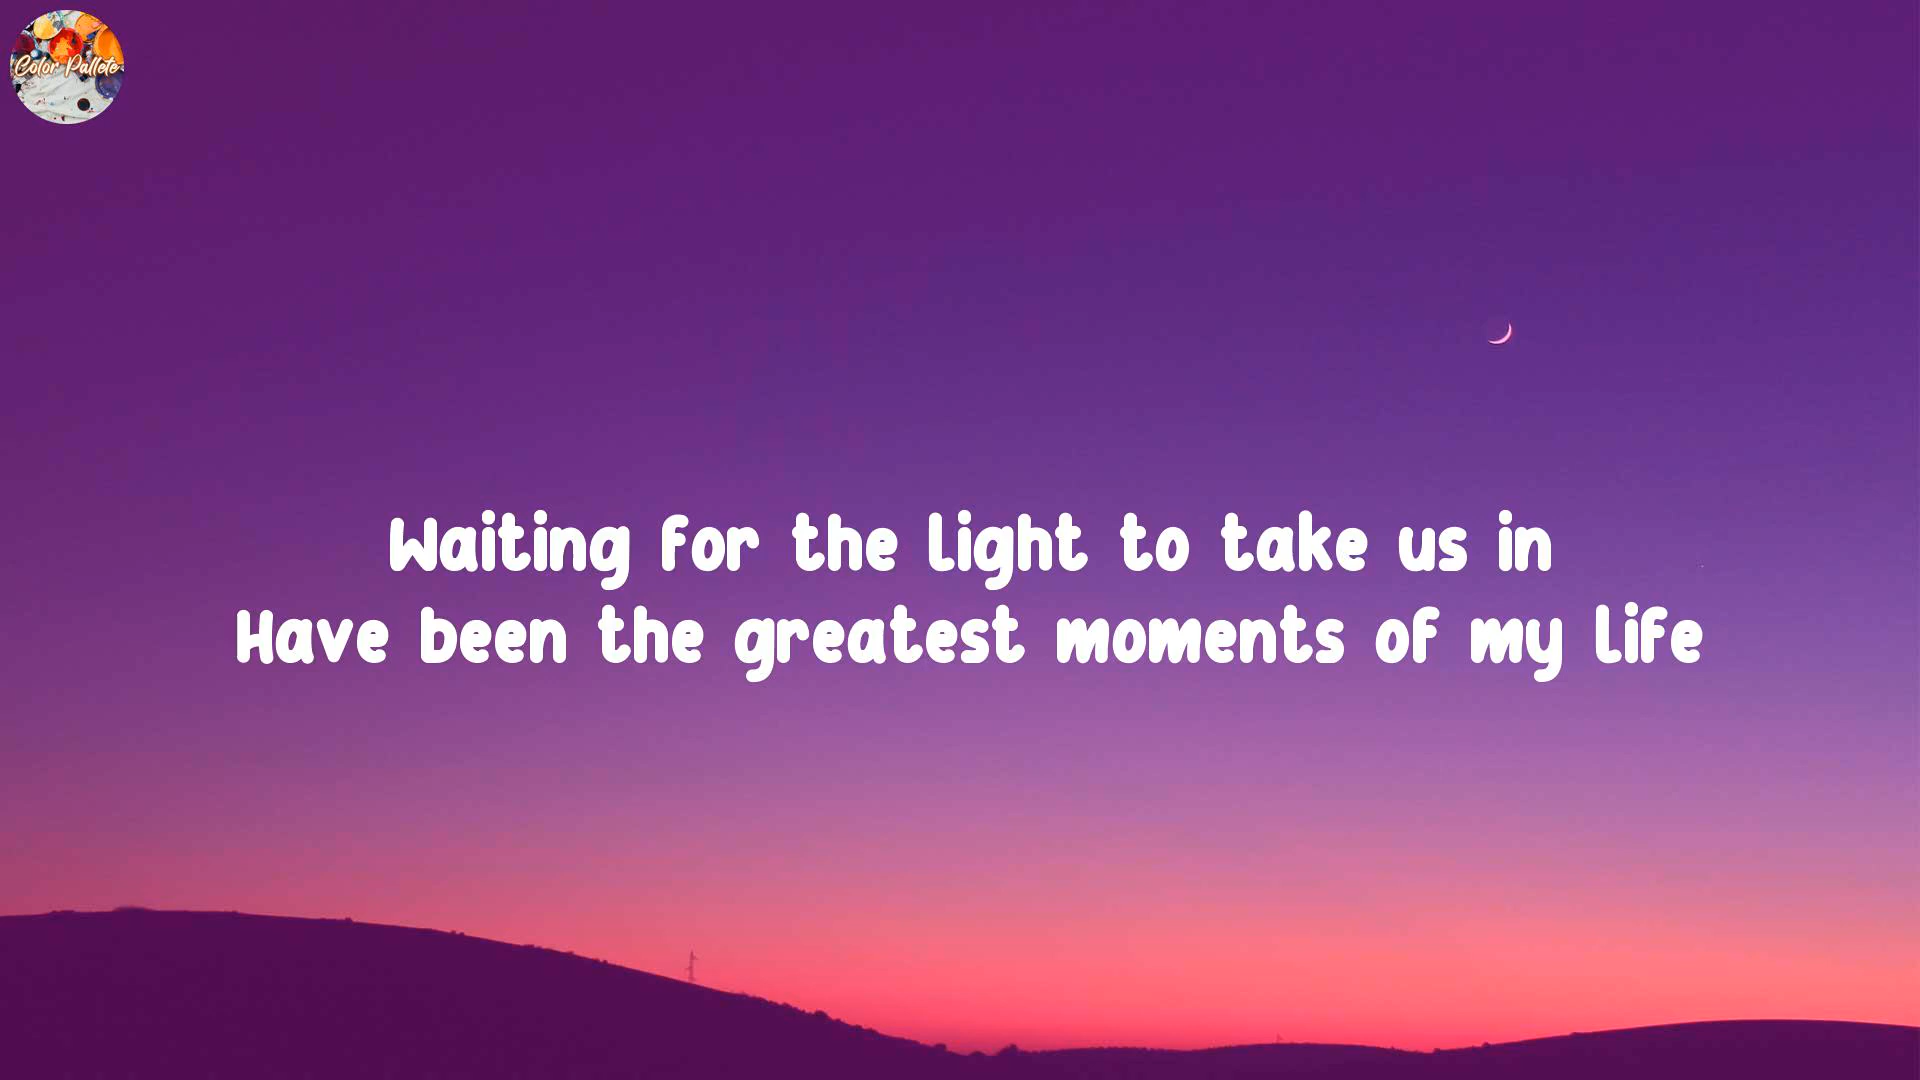 Color Pallete
Waiting for the light to take us in
Have been the greatest moments of my life